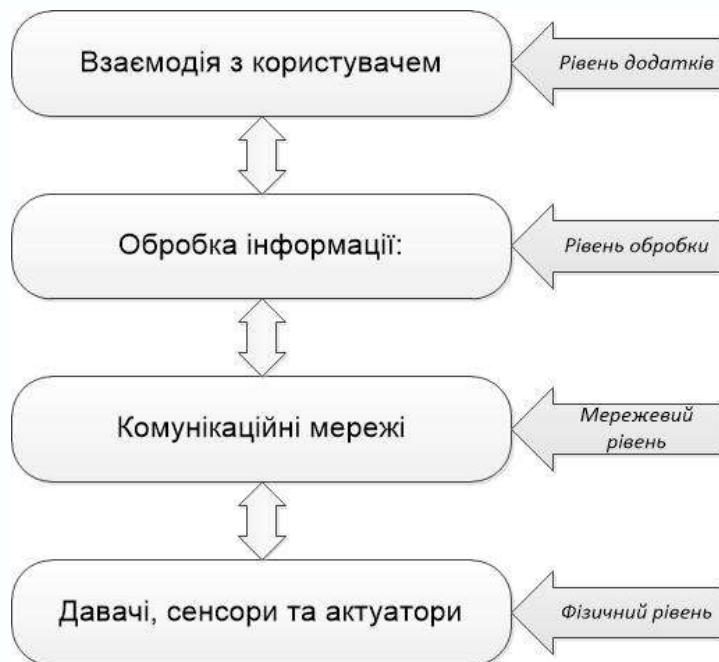 Взаємодія з користувачем
Рівень додатків
Обробка інформації:
Рівень обробки
Комунікаційні мережі
Мережевий
рівень
Давачі, сенсори та актуатори
Фізичний рівень